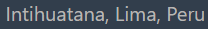 Intihuatana, Lima, Peru